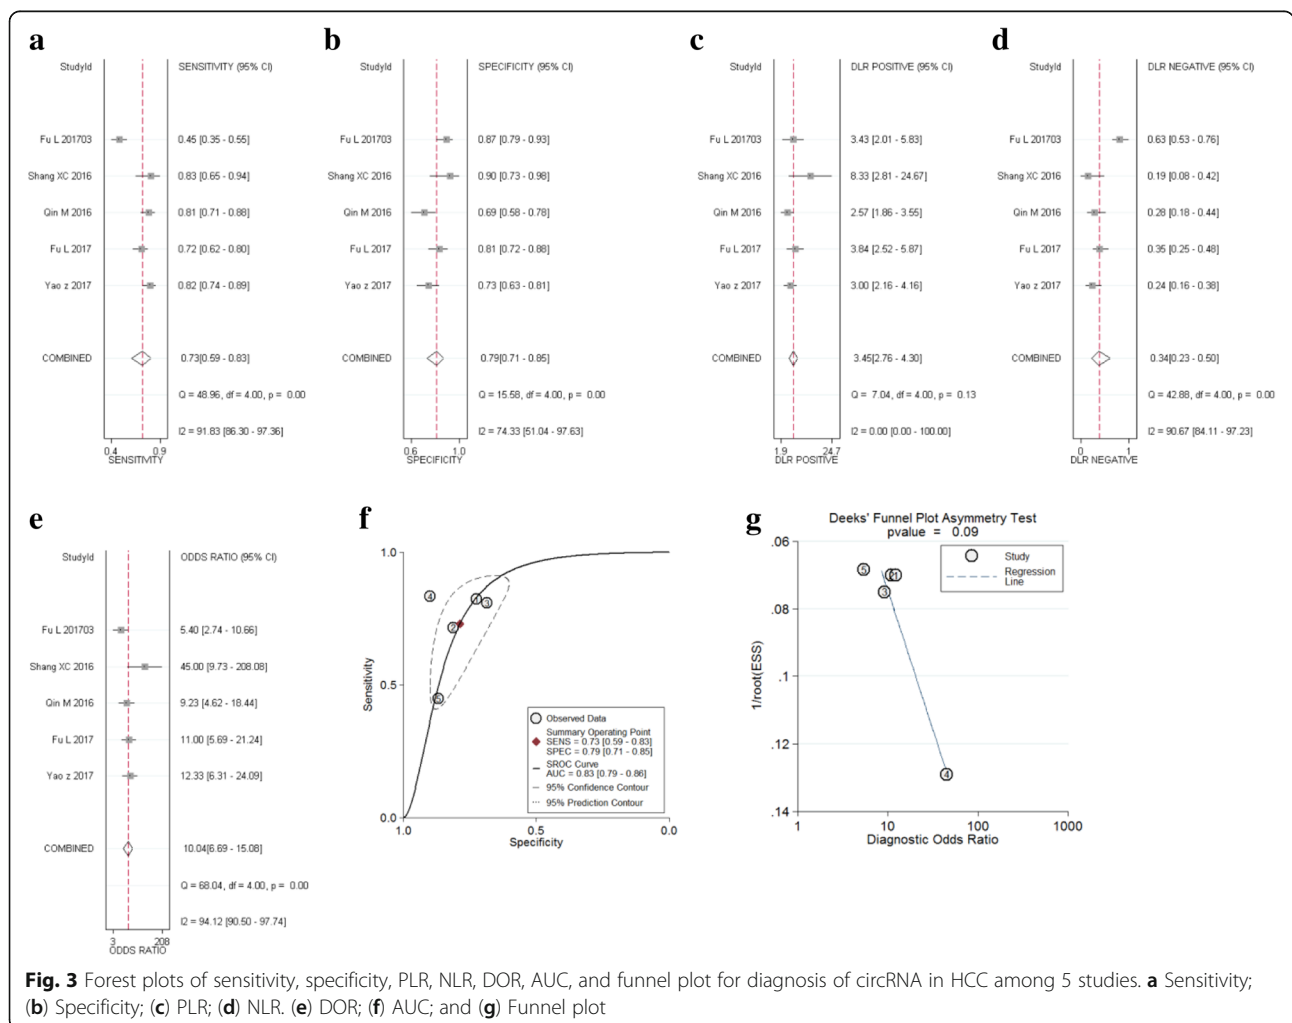 a
StudyId SENSITIVITY (95% CI)
Fu L 201703 0.45 [0.35 - 0.55]
Shang XC 2016 0.83 [0.65 - 0.94]
Qin M 2016 0.81 [0.71 - 0.88]
Fu L 2017 0.72 [0.62 - 0.80]
Yao z 2017 0.82 [0.74 - 0.89]
COMBINED 0.73[0.59 - 0.83]
Q = 48.96, df = 4.00, p = 0.00
I2 = 91.83 [86.30 - 97.36]
0.4 0.9
SENSITIVITY
b
StudyId SPECIFICITY (95% CI)
Fu L 201703 0.87 [0.79 - 0.93]
Shang XC 2016 0.90 [0.73 - 0.98]
Qin M 2016 0.69 [0.58 - 0.78]
Fu L 2017 0.81 [0.72 - 0.88]
Yao z 2017 0.73 [0.63 - 0.81]
COMBINED 0.79[0.71 - 0.85]
Q = 15.58, df = 4.00, p = 0.00
I2 = 74.33 [51.04 - 97.63]
0.6 1.0
SPECIFICITY
c
StudyId DLR POSITIVE (95% CI)
Fu L 201703 3.43 [2.01 - 5.83]
Shang XC 2016 8.33 [2.81 - 24.67]
Qin M 2016 2.57 [1.86 - 3.55]
Fu L 2017 3.84 [2.52 - 5.87]
Yao z 2017 3.00 [2.16 - 4.16]
COMBINED 3.45[2.76 - 4.30]
Q = 7.04, df = 4.00, p = 0.13
I2 = 0.00 [0.00 - 100.00]
1.9 24.7
DLR POSITIVE
d
StudyId DLR NEGATIVE (95% CI)
Fu L 201703 0.63 [0.53 - 0.76]
Shang XC 2016 0.19 [0.08 - 0.42]
Qin M 2016 0.28 [0.18 - 0.44]
Fu L 2017 0.35 [0.25 - 0.48]
Yao z 2017 0.24 [0.16 - 0.38]
COMBINED 0.34[0.23 - 0.50]
Q = 42.88, df = 4.00, p = 0.00
I2 = 90.67 [84.11 - 97.23]
0 1
DLR NEGATIVE
e
StudyId ODDS RATIO (95% CI)
Fu L 201703 5.40 [2.74 - 10.66]
Shang XC 2016 45.00 [9.73 - 208.08]
Qin M 2016 9.23 [4.62 - 18.44]
Fu L 2017 11.00 [5.69 - 21.24]
Yao z 2017 12.33 [6.31 - 24.09]
COMBINED 10.04[6.69 - 15.08]
Q = 68.04, df = 4.00, p = 0.00
I2 = 94.12 [90.50 - 97.74]
3 208
ODDS RATIO
f
1.0
4
1
3
2
0.5
5
0.0
Sensitivity
Observed Data
Summary Operating Point
SENS = 0.73 [0.59 - 0.83]
SPEC = 0.79 [0.71 - 0.85]
SROC Curve
AUC = 0.83 [0.79 - 0.86]
95% Confidence Contour
95% Prediction Contour
1.0 0.5 0.0
Specificity
g
Deeks' Funnel Plot Asymmetry Test
pvalue = 0.09
.06
Study
Regression
Line
5
2 1
3
.08
.1
.12
4
.14
1/root(ESS)
1 10 100 1000
Diagnostic Odds Ratio
Fig. 3 Forest plots of sensitivity, specificity, PLR, NLR, DOR, AUC, and funnel plot for diagnosis of circRNA in HCC among 5 studies. a Sensitivity;
(b) Specificity; (c) PLR; (d) NLR. (e) DOR; (f) AUC; and (g) Funnel plot